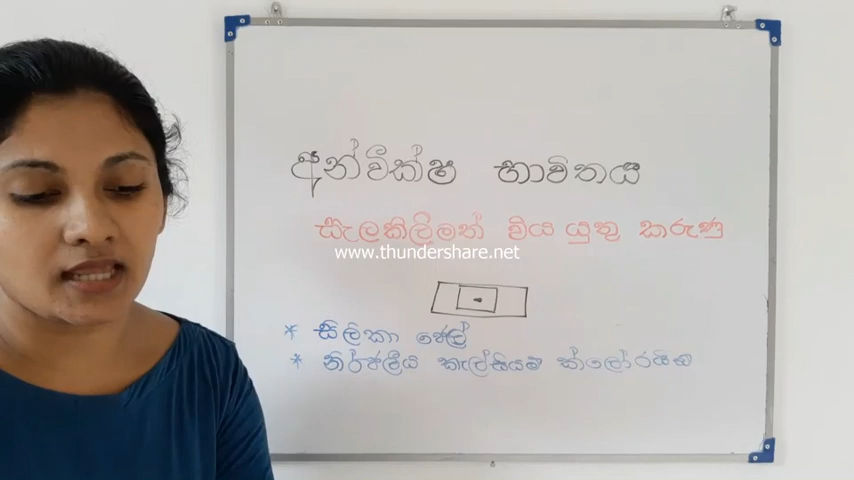 අන්වීක්ෂ භාවිතය
සැලකිලිමත් විය යුතු කරුණු
www.thundershare.net
* සිලිකා ජෙල්
* නිර්ජලීය කැල්සියම් ක්ලෝරයිඩ්